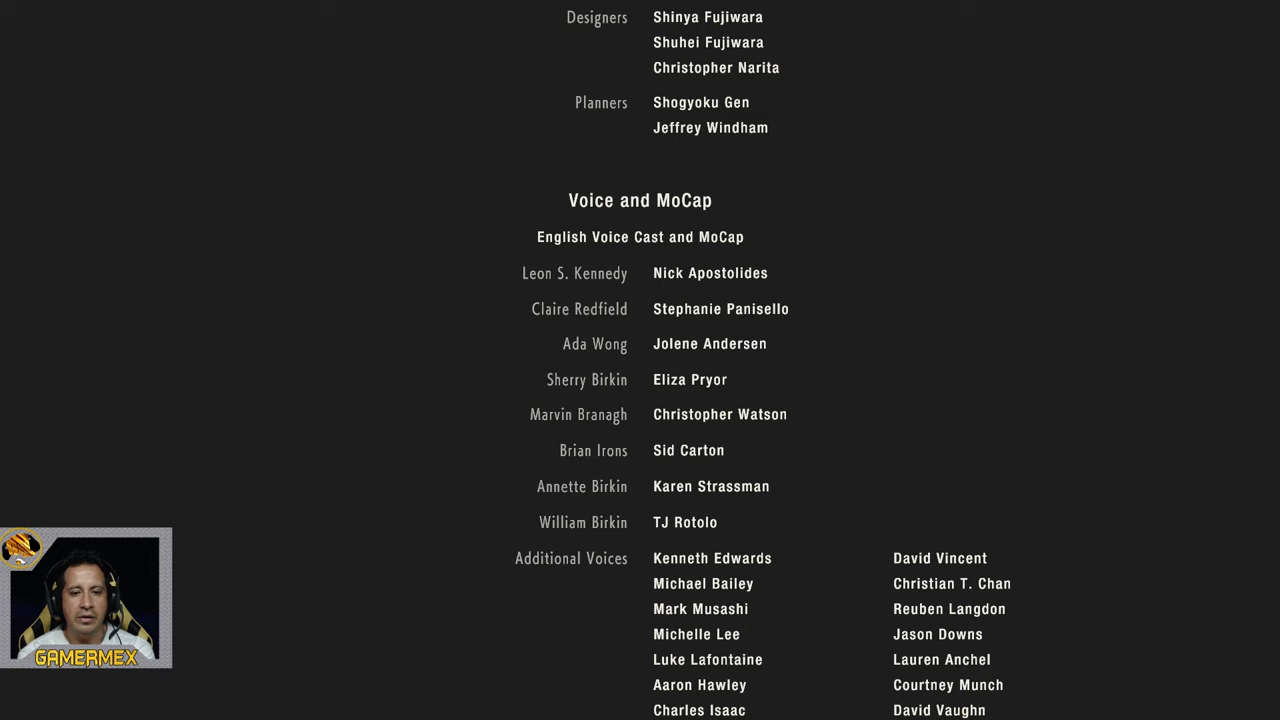 Designers Shinya Fujiwara
Shuhei Fujiwara
Christopher Narita
Planners Shogyoku Gen
Jeffrey Windham
Voice and MoCap
English Voice Cast and MoCap
Leon S. Kennedy Nick Apostolides
Claire Redfield Stephanie Panisello
Ada Wong Jolene Andersen
Sherry Birkin Eliza Pryor
Marvin Branagh Christopher Watson
Brian Irons Sid Carton
Annette Birkin Karen Strassman
William Birkin TJ Rotolo
Additional Voices Kenneth Edwards David Vincent
Michael Bailey Christian T. Chan
Mark Musashi Reuben Langdon
Michelle Lee Jason Downs
Luke Lafontaine Lauren Anchel
Aaron Hawley Courtney Munch
Charles Isaac David Vaughn
GAMERMEX